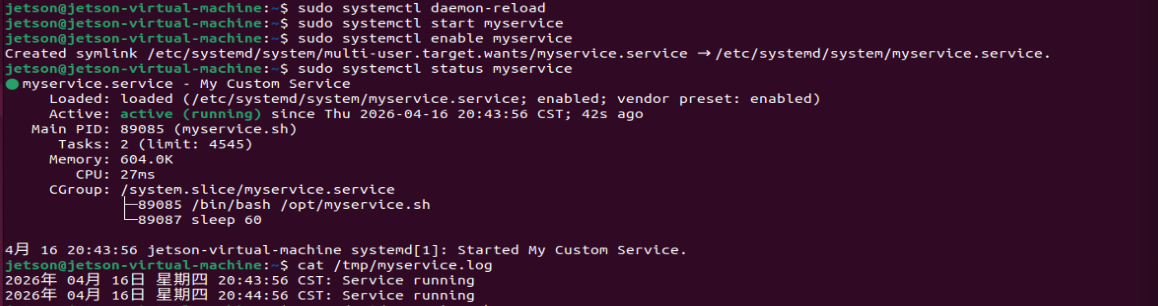 jetson@jetson-virtual-machine:~$ sudo systemctl daemon-reload
jetson@jetson-virtual-machine:~$ sudo systemctl start myservice
jetson@jetson-virtual-machine:~$ sudo systemctl enable myservice
Created symlink /etc/systemd/system/multi-user.target.wants/myservice.service → /etc/systemd/system/myservice.service.
jetson@jetson-virtual-machine:~$ sudo systemctl status myservice
● myservice.service - My Custom Service
     Loaded: loaded (/etc/systemd/system/myservice.service; enabled; vendor preset: enabled)
     Active: active (running) since Thu 2026-04-16 20:43:56 CST; 42s ago
   Main PID: 89085 (myservice.sh)
      Tasks: 2 (limit: 4545)
     Memory: 604.0K
        CPU: 27ms
     CGroup: /system.slice/myservice.service
             ├─89085 /bin/bash /opt/myservice.sh
             └─89087 sleep 60
4月 16 20:43:56 jetson-virtual-machine systemd[1]: Started My Custom Service.
jetson@jetson-virtual-machine:~$ cat /tmp/myservice.log
2026年 04月 16日 星期四 20:43:56 CST: Service running
2026年 04月 16日 星期四 20:44:56 CST: Service running